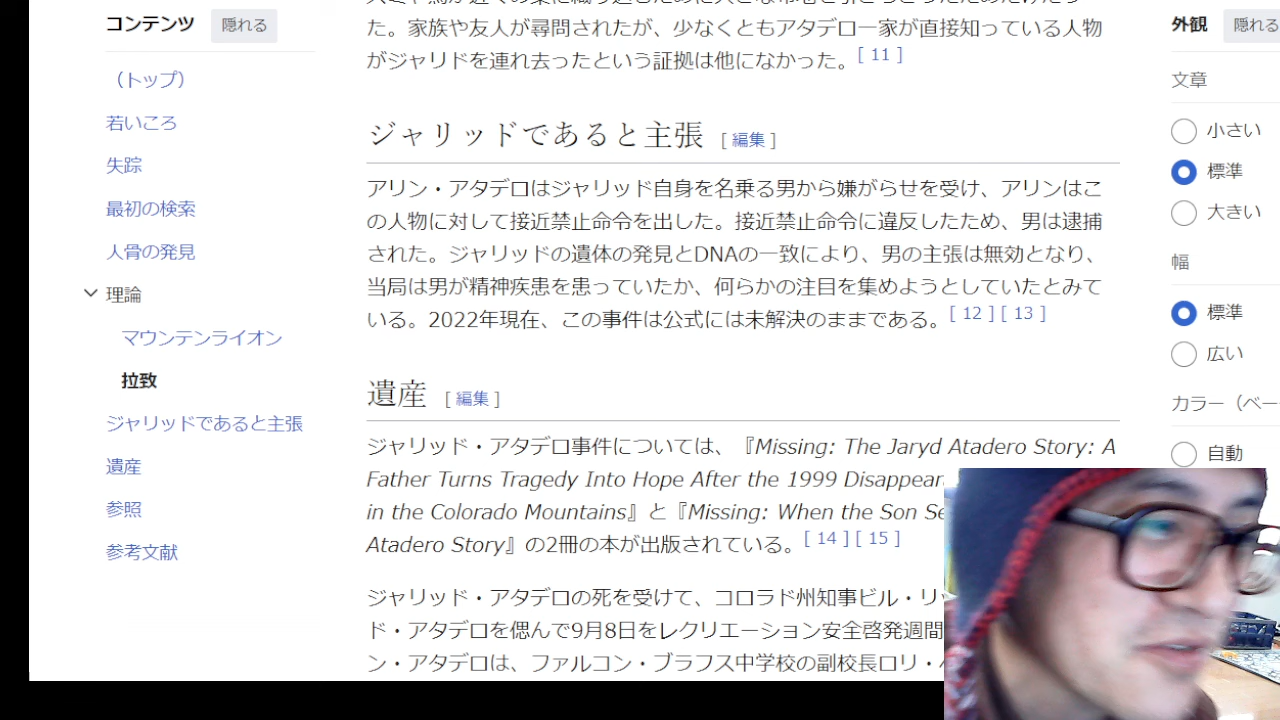 コンテンツ 隠れる
（トップ）
若いころ
失踪
最初の検索
人骨の発見
理論
マウンテンライオン
拉致
ジャリッドであると主張
遺産
参照
参考文献
た。家族や友人が尋問されたが、少なくともアタデロ一家が直接知っている人物
がジャリドを連れ去ったという証拠は他になかった。[ 11 ]
ジャリッドであると主張 [ 編集 ]
アリン・アタデロはジャリッド自身を名乗る男から嫌がらせを受け、アリンはこ
の人物に対して接近禁止命令を出した。接近禁止命令に違反したため、男は逮捕
された。ジャリッドの遺体の発見とDNAの一致により、男の主張は無効となり、
当局は男が精神疾患を患っていたか、何らかの注目を集めようとしていたとみて
いる。2022年現在、この事件は公式には未解決のままである。[ 12 ] [ 13 ]
遺産 [ 編集 ]
ジャリッド・アタデロ事件については、『Missing: The Jaryd Atadero Story: A
Father Turns Tragedy Into Hope After the 1999 Disappear
in the Colorado Mountains』と『Missing: When the Son Se
Atadero Story』の2冊の本が出版されている。[ 14 ] [ 15 ]
ジャリッド・アタデロの死を受けて、コロラド州知事ビル・リ
ド・アタデロを偲んで9月8日をレクリエーション安全啓発週間
ン・アタデロは、ファルコン・ブラフス中学校の副校長ロリ・
外観 隠れる
文章
小さい
標準
大きい
幅
標準
広い
カラー（ベー
自動